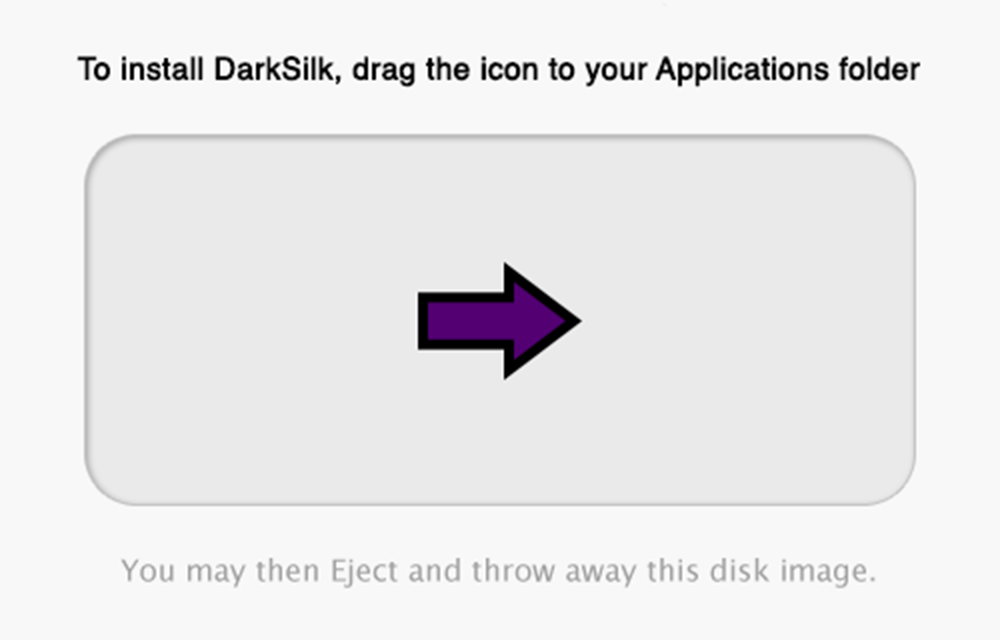 To install DarkSilk, drag the icon to your Applications folder
You may then Eject and throw away this disk image.